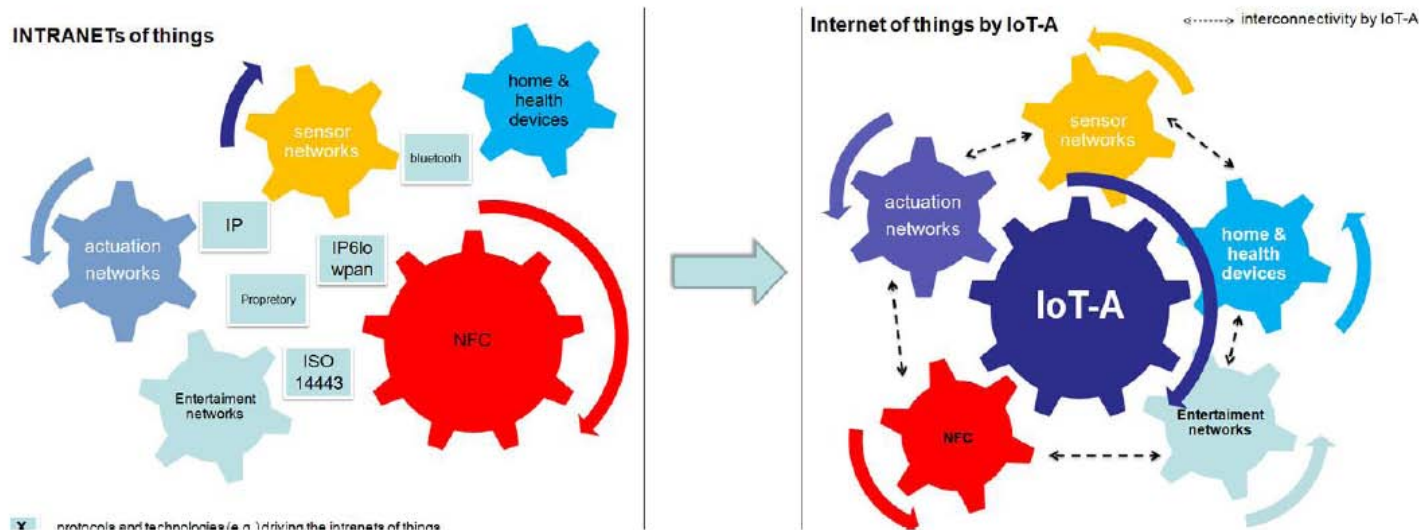 INTRANETs of things
home &
health
devices
sensor
networks
bluetooth
IP
actuation
networks
IP6lo
wpan
Propretory
NFC
ISO
14443
Entertaiment
networks
X protocols and technologies (e.g.) driving the intranets of things
Internet of things by IoT-A
interconnectivity by IoT-A
sensor
networks
actuation
networks
home &
health
devices
IoT-A
NFC
Entertaiment
networks